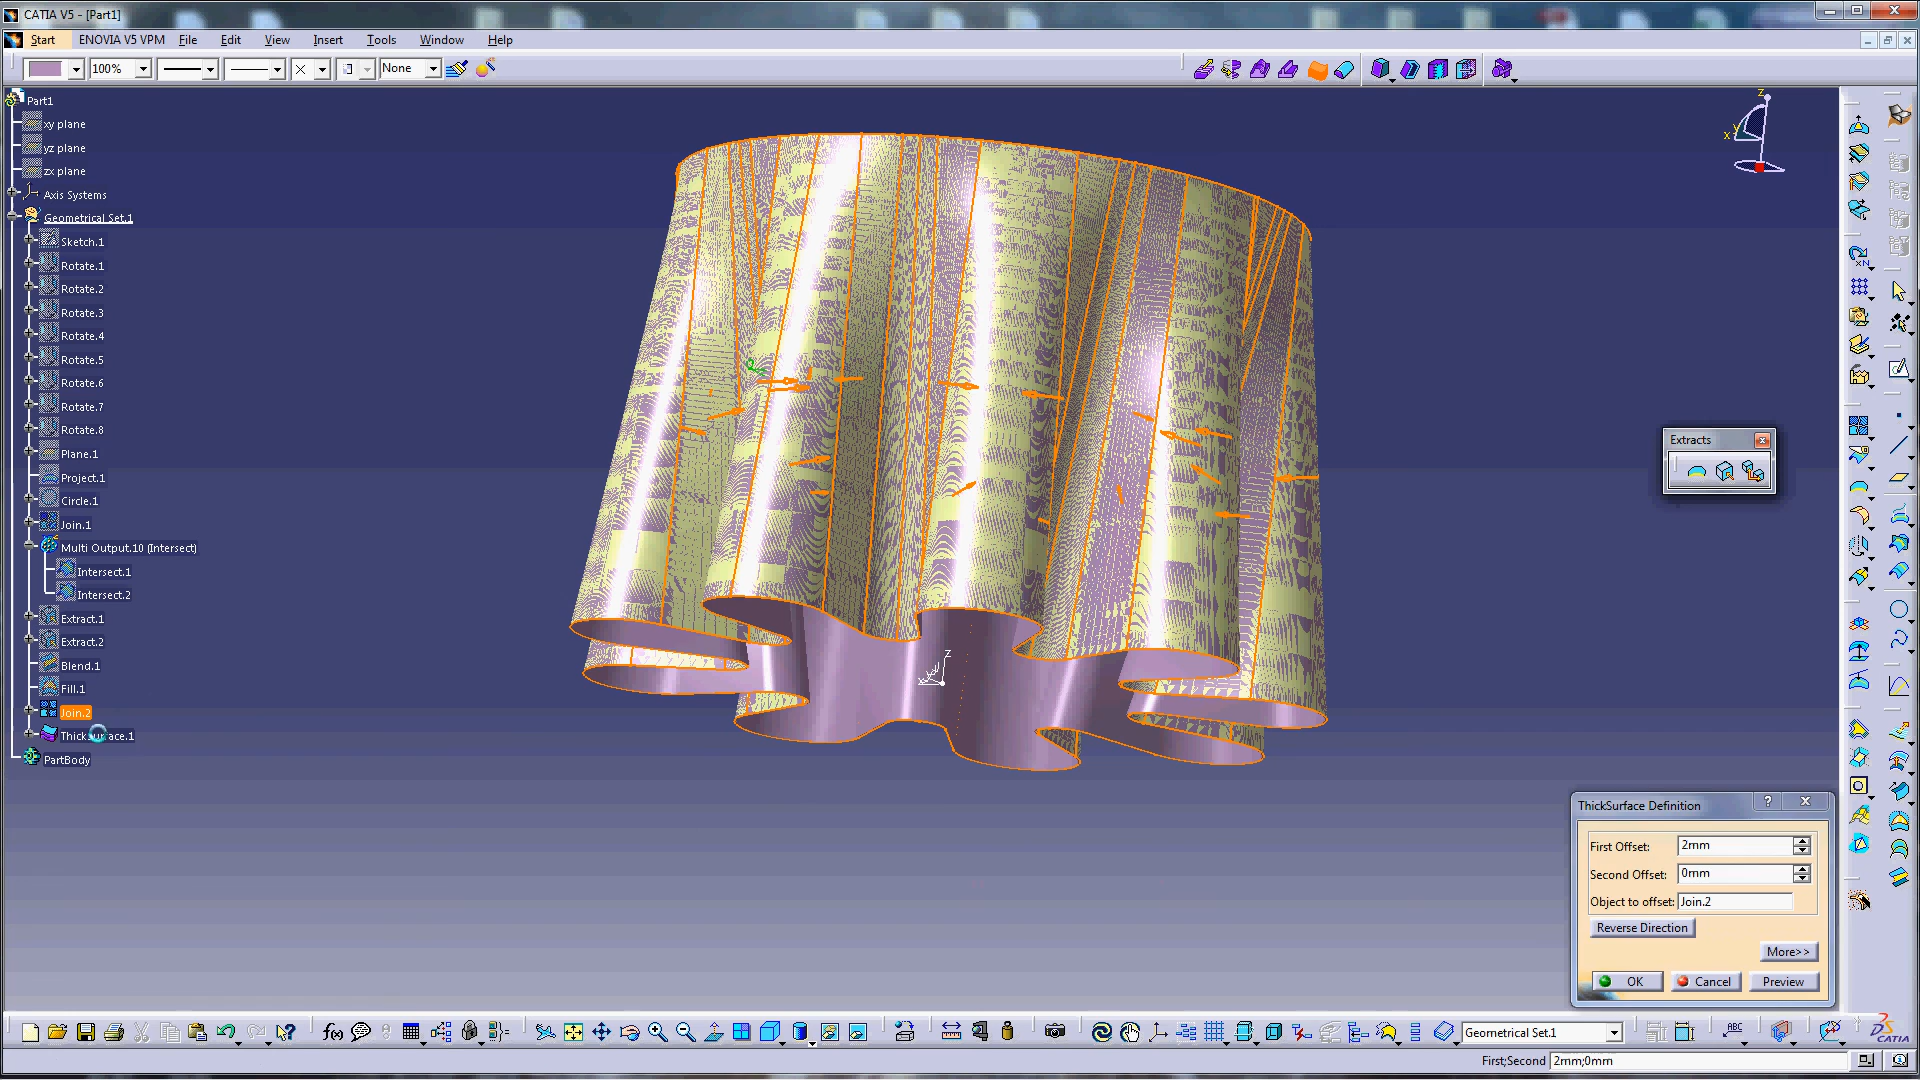 CATIA V5 - [Part1]
Start ENOVIA V5 VPM File Edit View Insert Tools Window Help
100% None
Part1
xy plane
yz plane
zx plane
Axis Systems
Geometrical Set.1
Sketch.1
Rotate.1
Rotate.2
Rotate.3
Rotate.4
Rotate.5
Rotate.6
Rotate.7
Rotate.8
Plane.1
Project.1
Circle.1
Join.1
Multi Output.10 (Intersect)
Intersect.1
Intersect.2
Extract.1
Extract.2
Blend.1
Fill.1
Join.2
ThickSurface.1
PartBody
z
x
y
z
Extracts
ThickSurface Definition
First Offset: 2mm
Second Offset: 0mm
Object to offset: Join.2
Reverse Direction
More>>
OK Cancel Preview
f(x)
Geometrical Set.1
ABC
CATIA
First;Second 2mm;0mm